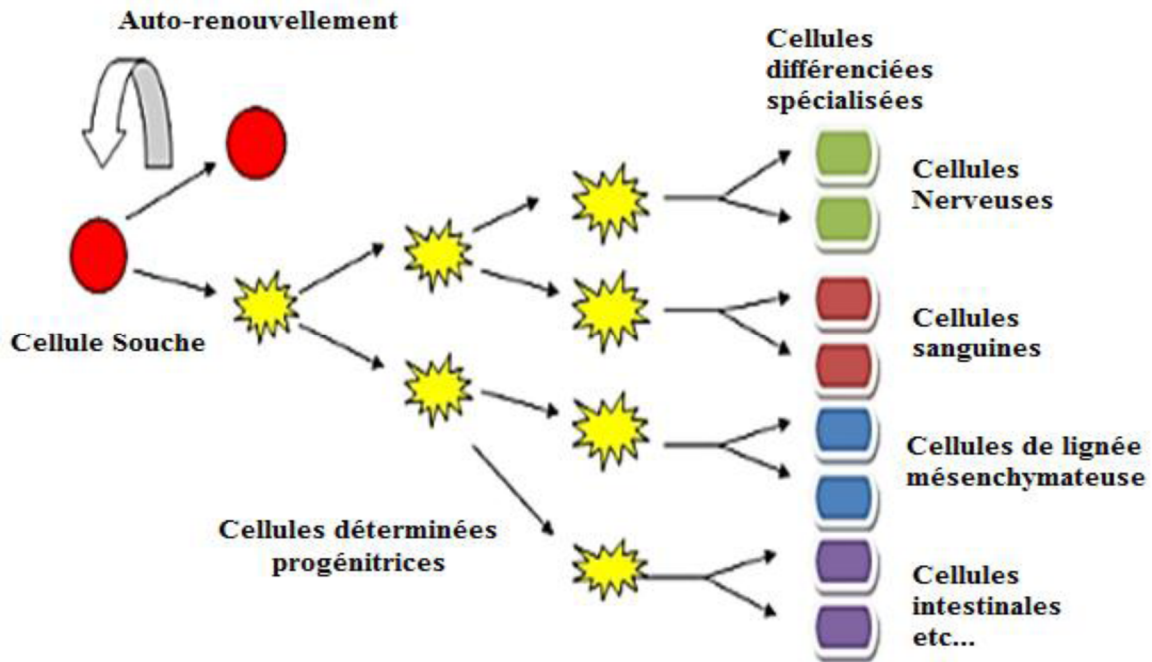 Auto-renouvellement
Cellules
différenciées
spécialisées
Cellules
Nerveuses
Cellule Souche
Cellules
sanguines
Cellules de lignée
mésenchymateuse
Cellules déterminées
progénitrices
Cellules
intestinales
etc...